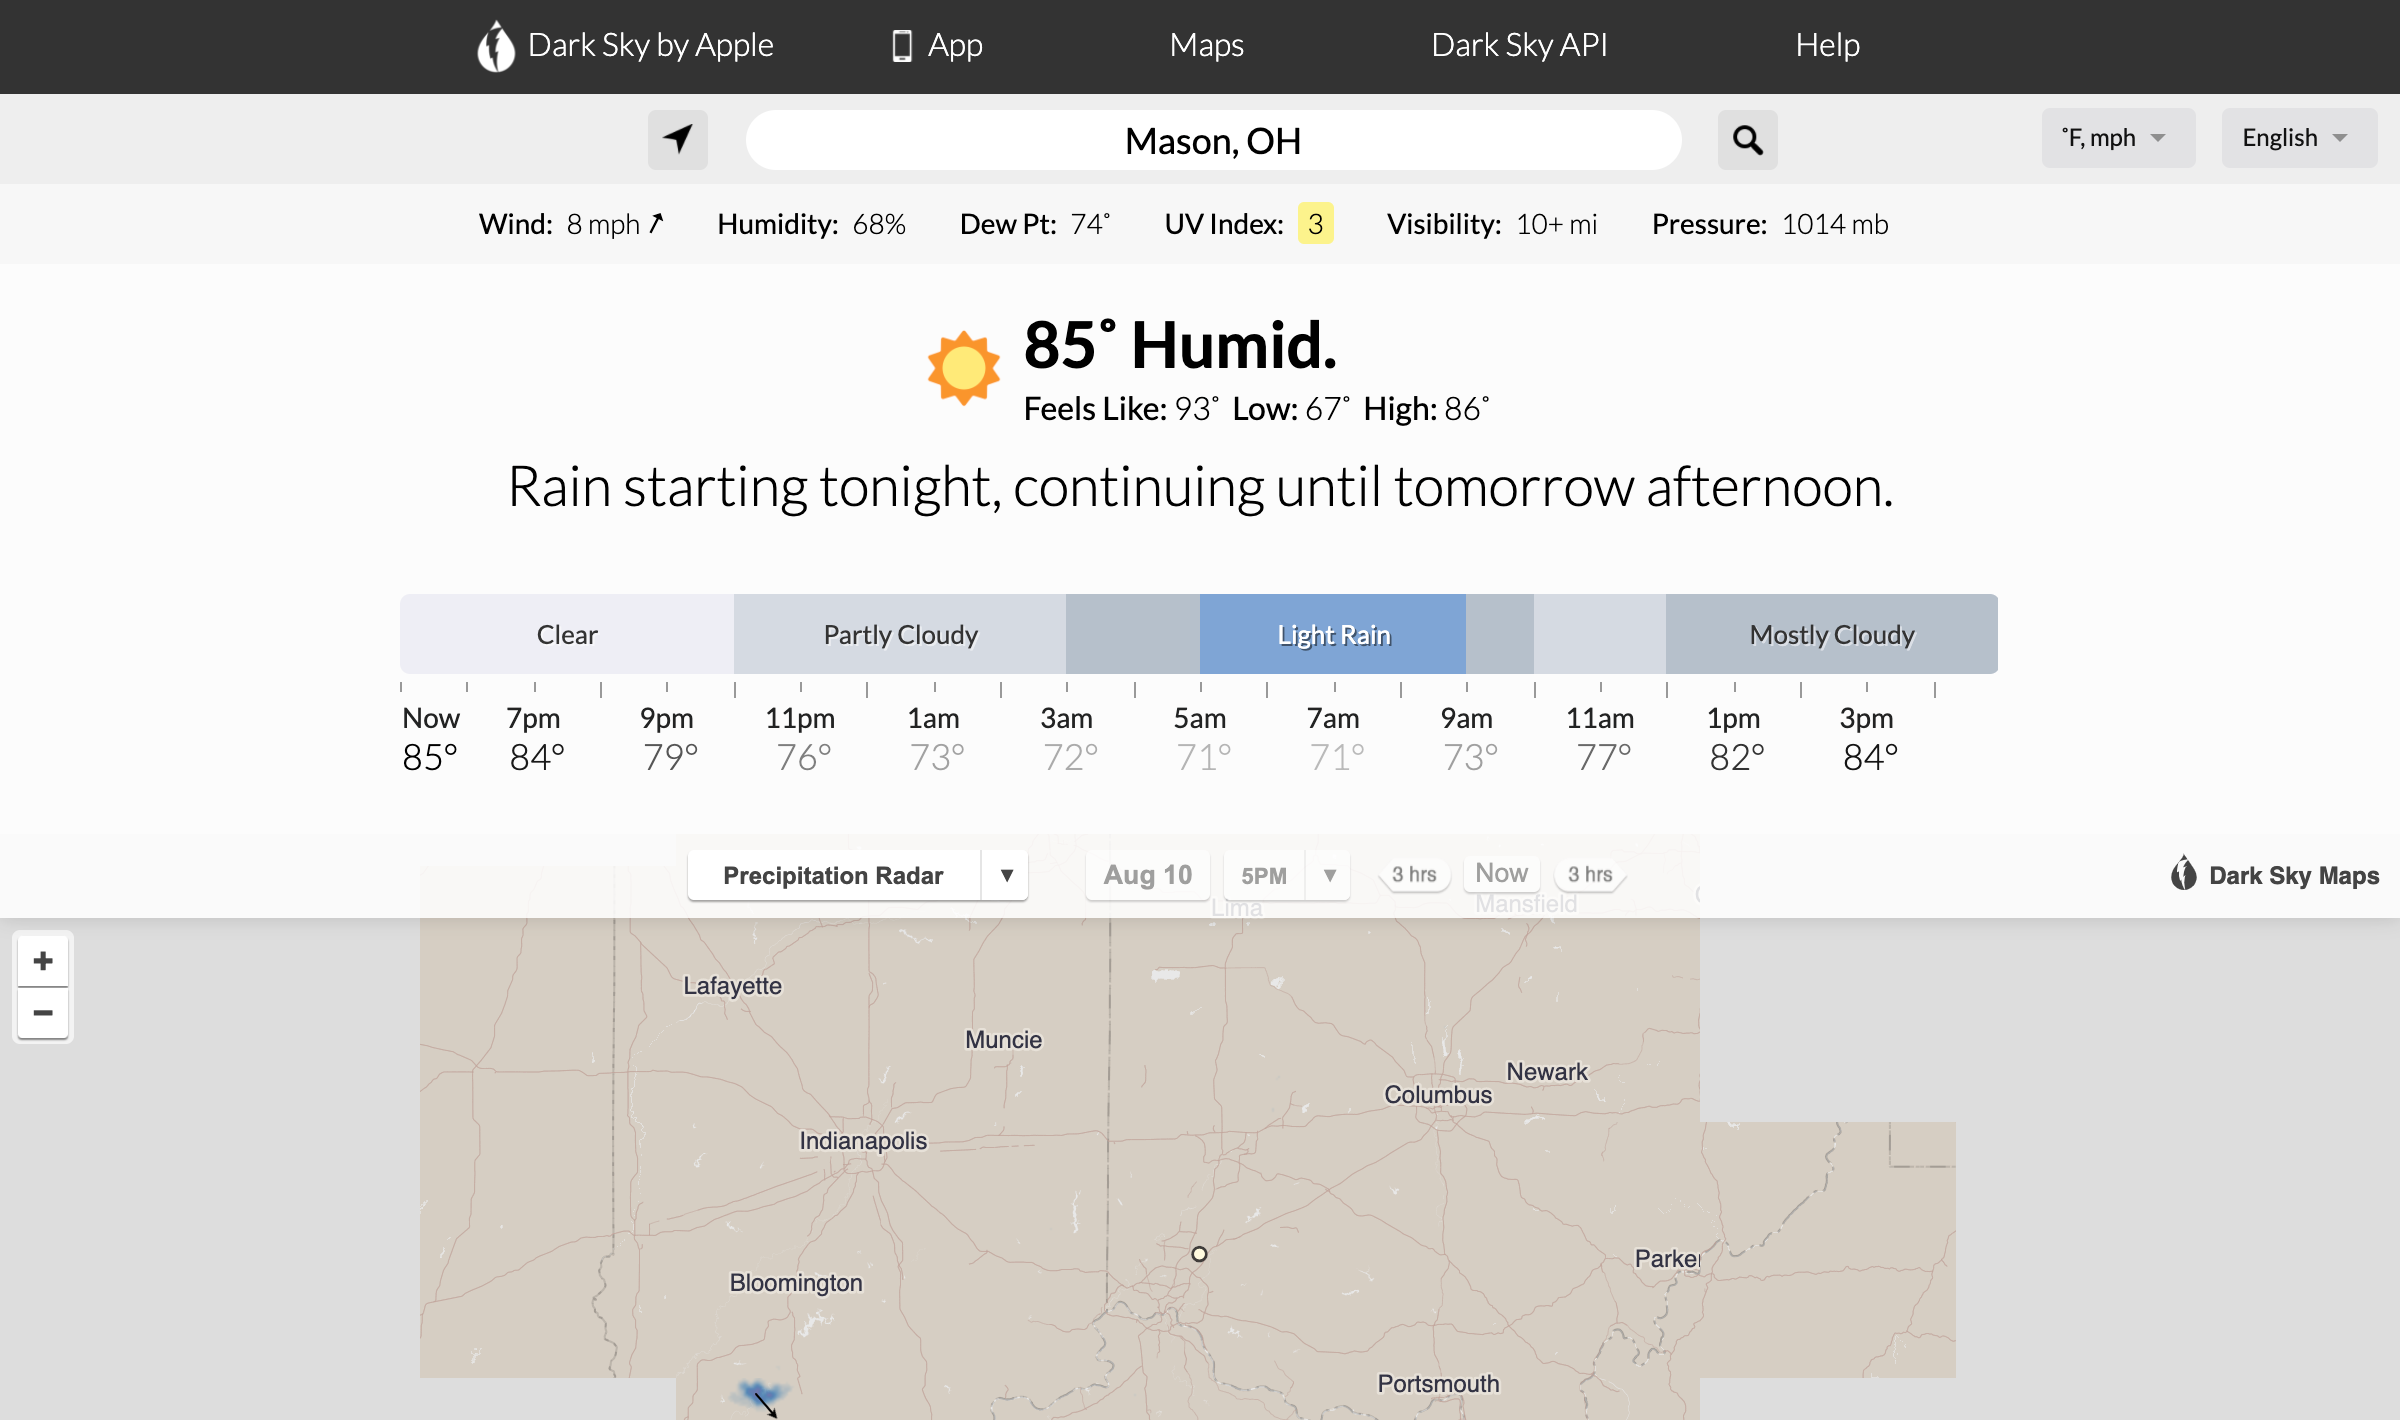 Dark Sky by Apple App Maps Dark Sky API Help
Mason, OH ˚F, mph English
Wind: 8 mph Humidity: 68% Dew Pt: 74˚ UV Index: 3 Visibility: 10+ mi Pressure: 1014 mb
85˚ Humid.
Feels Like: 93˚ Low: 67˚ High: 86˚
Rain starting tonight, continuing until tomorrow afternoon.
Clear Partly Cloudy Light Rain Mostly Cloudy
Now 7pm 9pm 11pm 1am 3am 5am 7am 9am 11am 1pm 3pm
85° 84° 79° 76° 73° 72° 71° 71° 73° 77° 82° 84°
Precipitation Radar ▼ Aug 10 5PM ▼ 3 hrs Now 3 hrs Dark Sky Maps
Lima Mansfield
+
Lafayette
−
Muncie
Newark
Columbus
Indianapolis
Parker
Bloomington
Portsmouth